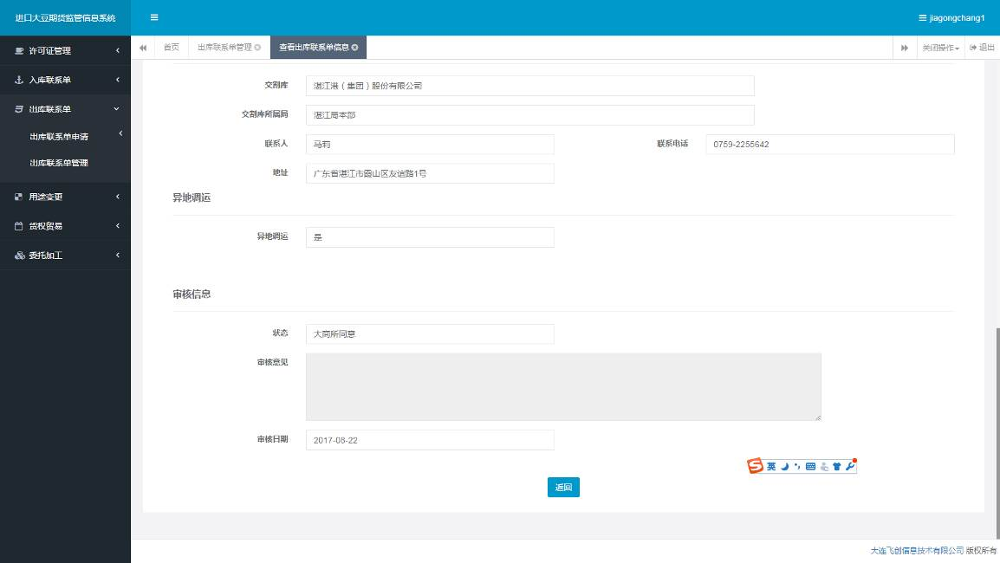 进口大豆期货监管信息系统
jiagongchang1
首页
出库联系单管理
查看出库联系单信息
关闭操作
退出
许可证管理
入库联系单
出库联系单
出库联系单申请
出库联系单管理
用途变更
货权贸易
委托加工
交割库
湛江港（集团）股份有限公司
交割库所属局
湛江局本部
联系人
马莉
联系电话
0759-2255642
地址
广东省湛江市霞山区友谊路1号
异地调运
异地调运
是
审核信息
状态
大商所同意
审核意见
审核日期
2017-08-22
英
返回
大连飞创信息技术有限公司 版权所有